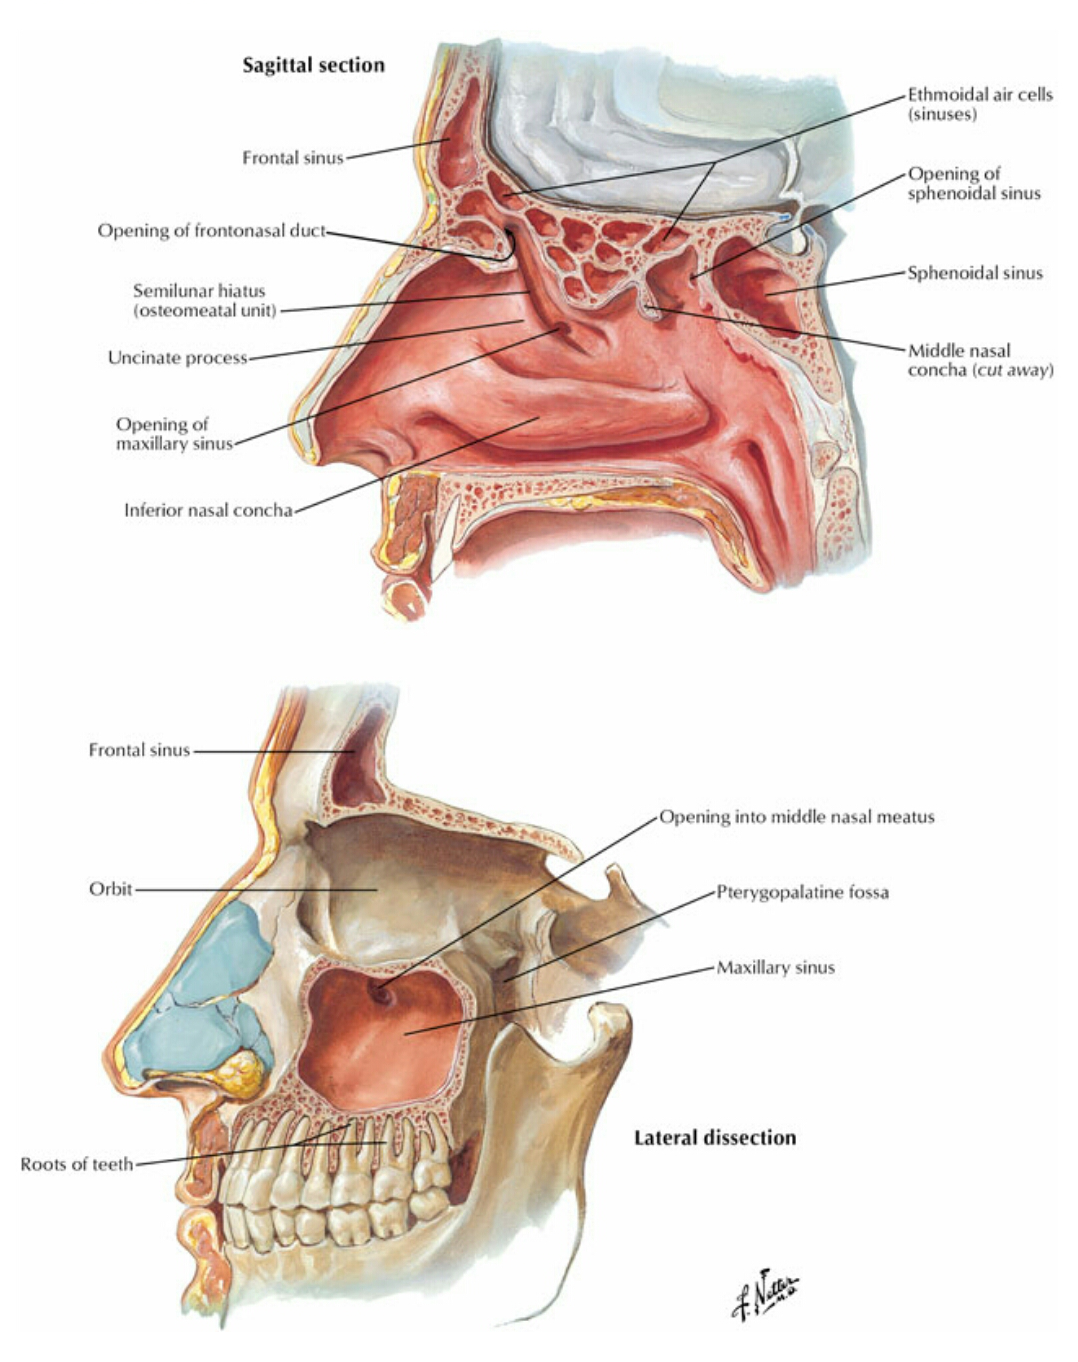 Sagittal section
Ethmoidal air cells
(sinuses)
Frontal sinus
Opening of
sphenoidal sinus
Opening of frontonasal duct
Sphenoidal sinus
Semilunar hiatus
(osteomeatal unit)
Uncinate process
Middle nasal
concha (cut away)
Opening of
maxillary sinus
Inferior nasal concha
Frontal sinus
Opening into middle nasal meatus
Orbit
Pterygopalatine fossa
Maxillary sinus
Lateral dissection
Roots of teeth
F. Netter
M.D.